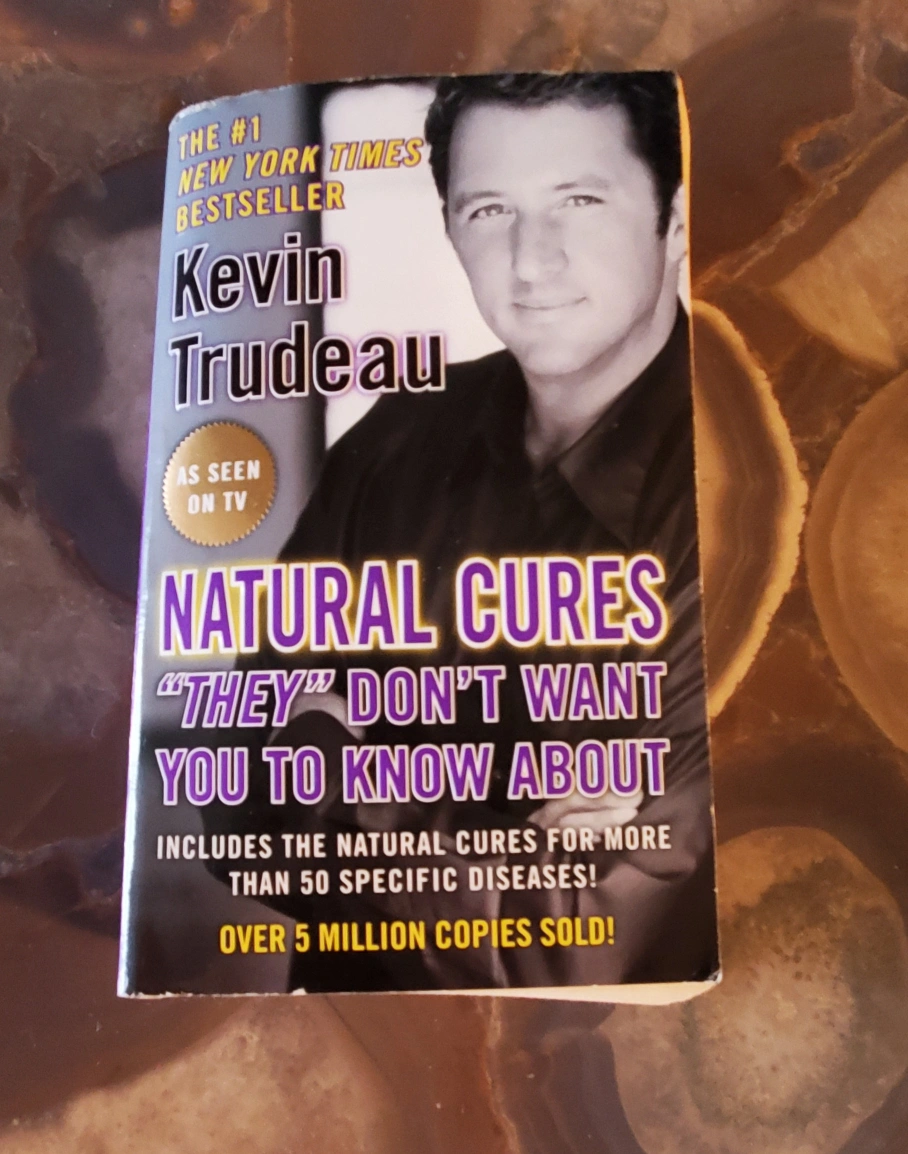 THE #1
NEW YORK TIMES
BESTSELLER
Kevin
Trudeau
AS SEEN
ON TV
NATURAL CURES
“THEY” DON’T WANT
YOU TO KNOW ABOUT
INCLUDES THE NATURAL CURES FOR MORE
THAN 50 SPECIFIC DISEASES!
OVER 5 MILLION COPIES SOLD!